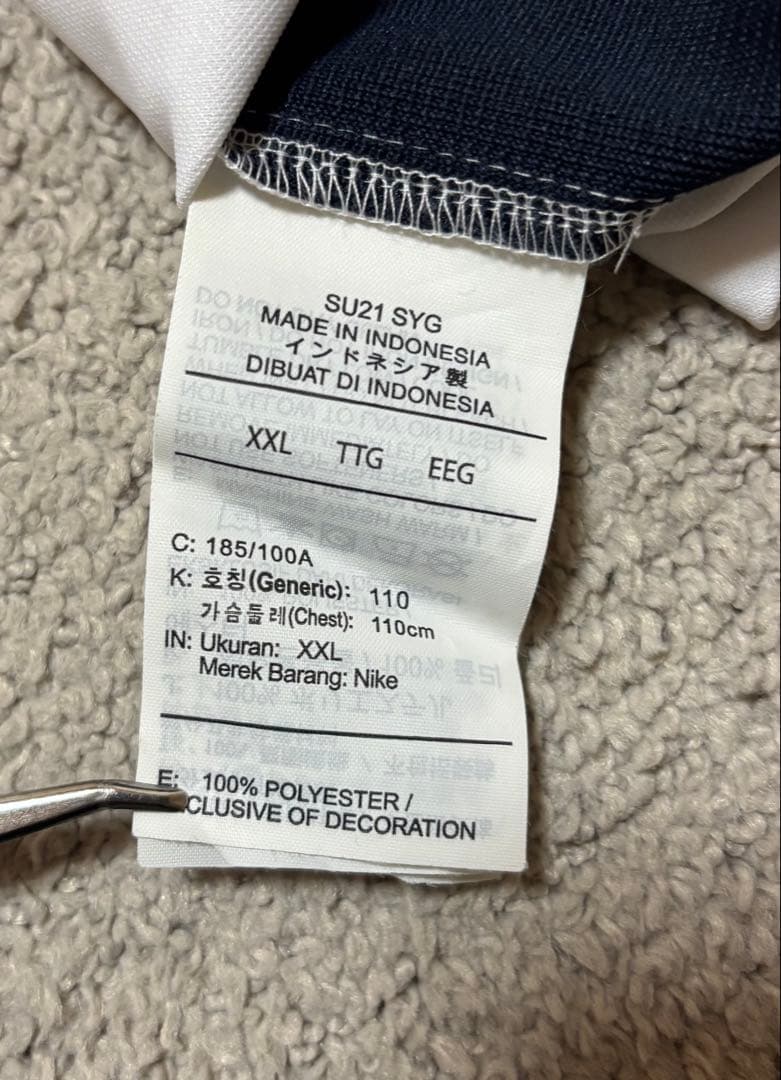 SU21 SYG
MADE IN INDONESIA
インドネシア製
DIBUAT DI INDONESIA
XXL TTG EEG
C: 185/100A
K: 호칭(Generic): 110
가슴둘레(Chest): 110cm
IN: Ukuran: XXL
Merek Barang: Nike
E: 100% POLYESTER /
CLUSIVE OF DECORATION